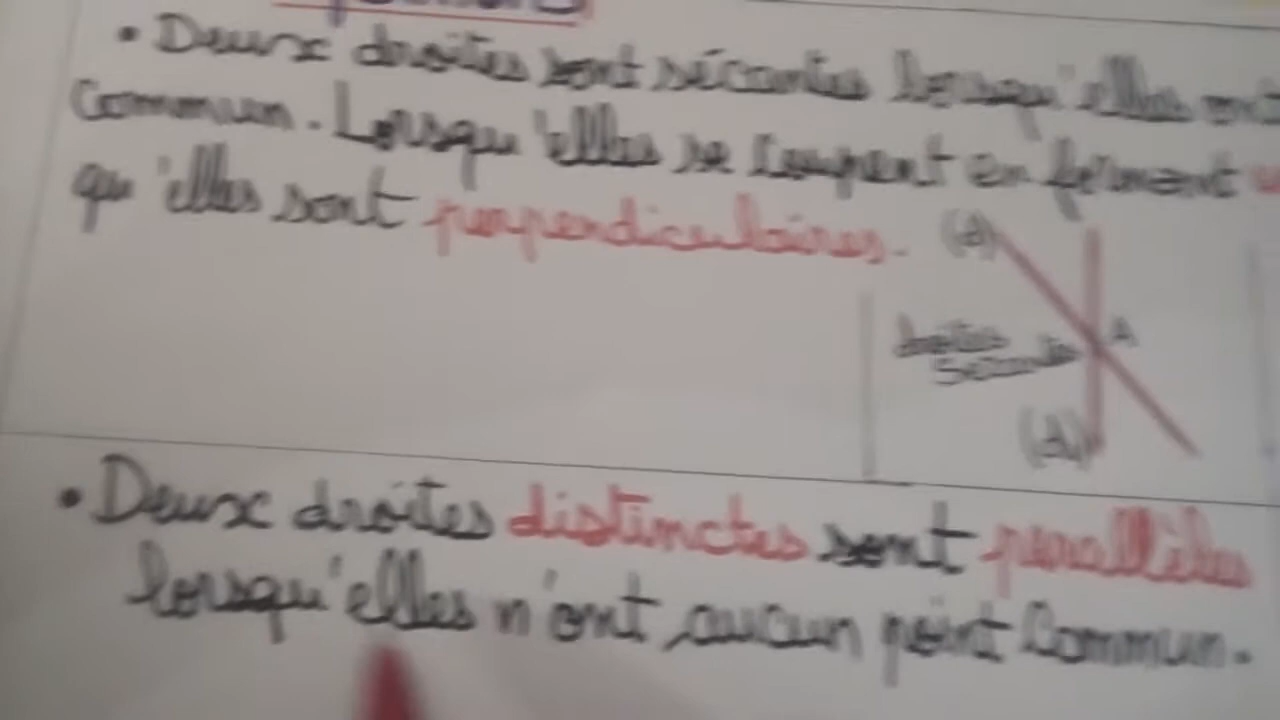 • Deux droites sont sécantes lorsqu'elles ont
commun. Lorsqu'elles se coupent en formant
qu'elles sont perpendiculaires.
(d)
A
droites
sécantes
• Deux droites distinctes sont parallèles
lorsqu'elles n'ont aucun point commun.